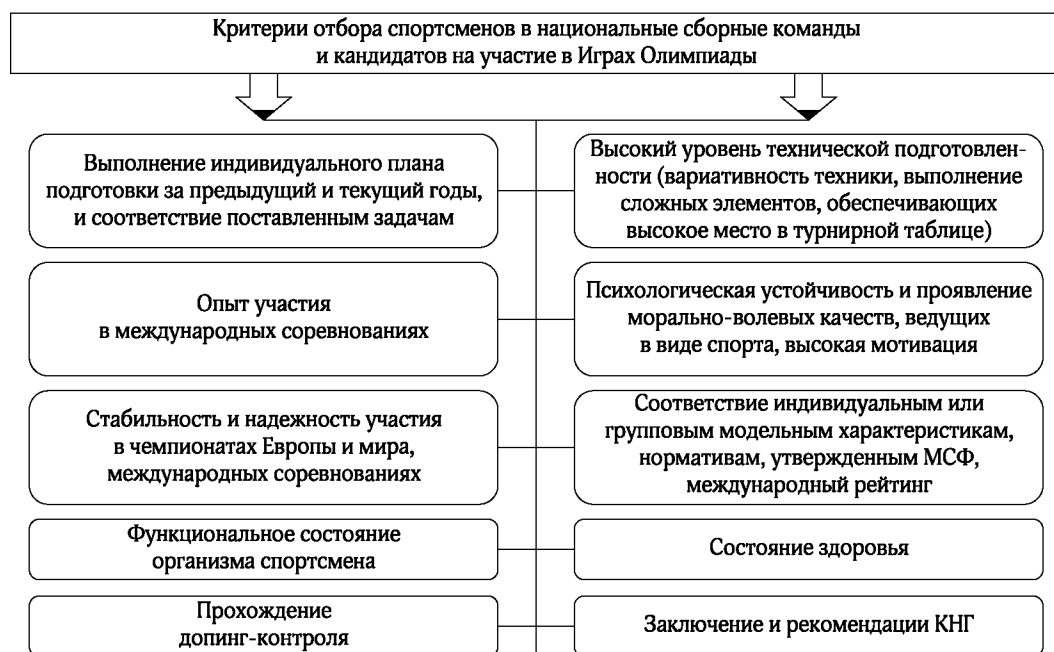 Критерии отбора спортсменов в национальные сборные команды
и кандидатов на участие в Играх Олимпиады
Выполнение индивидуального плана
подготовки за предыдущий и текущий годы,
и соответствие поставленным задачам
Высокий уровень технической подготовлен-
ности (вариативность техники, выполнение
сложных элементов, обеспечивающих
высокое место в турнирной таблице)
Опыт участия
в международных соревнованиях
Психологическая устойчивость и проявление
морально-волевых качеств, ведущих
в виде спорта, высокая мотивация
Стабильность и надежность участия
в чемпионатах Европы и мира,
международных соревнованиях
Соответствие индивидуальным или
групповым модельным характеристикам,
нормативам, утвержденным МСФ,
международный рейтинг
Функциональное состояние
организма спортсмена
Состояние здоровья
Прохождение
допинг-контроля
Заключение и рекомендации КНГ